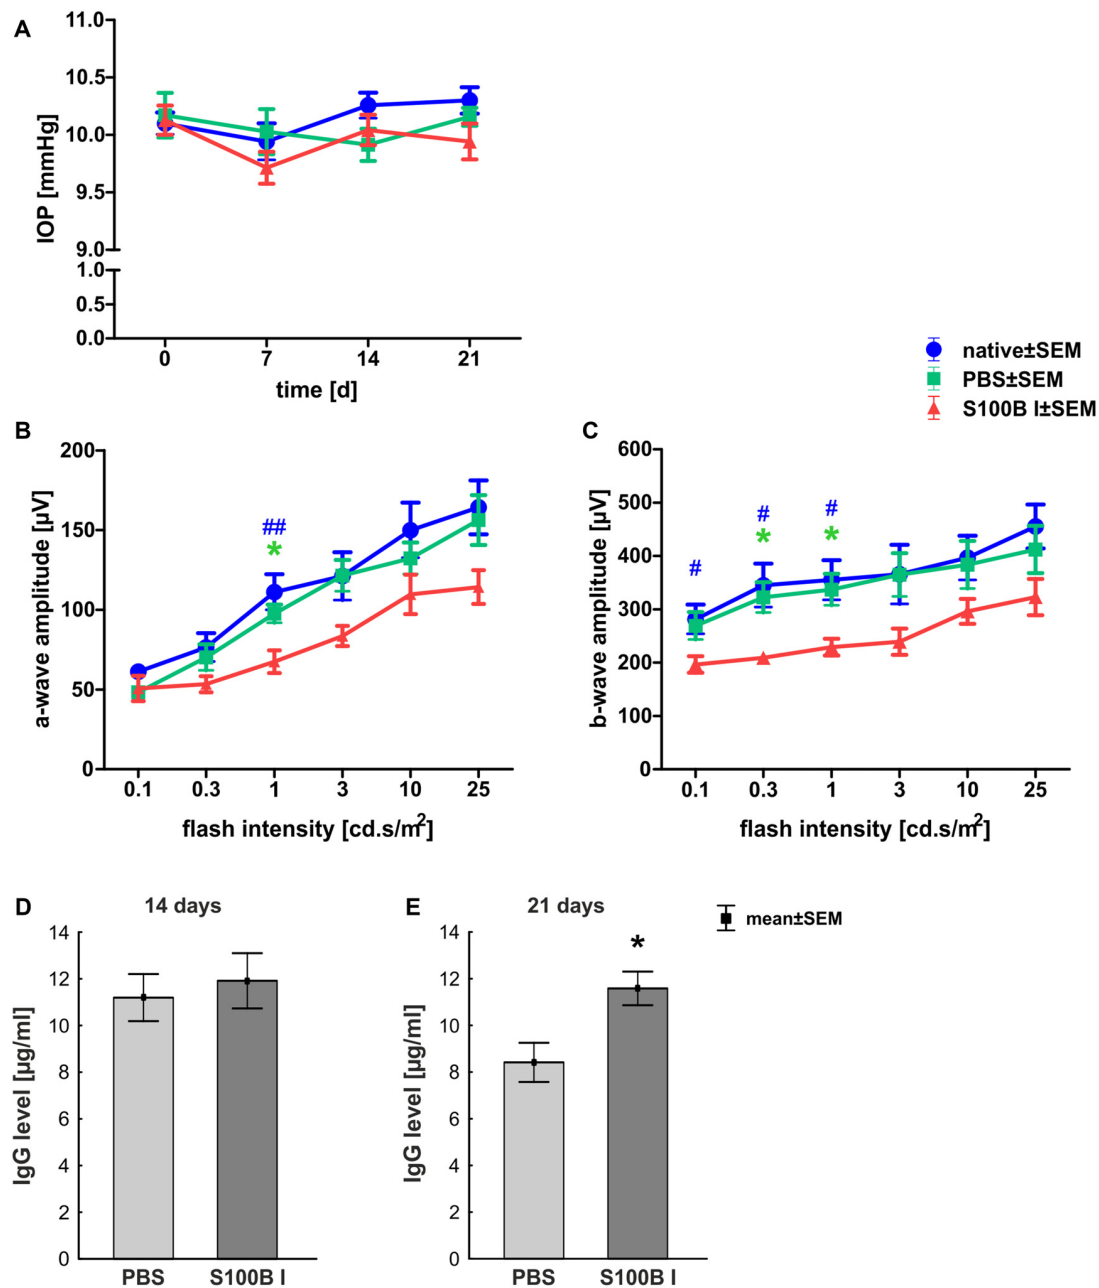 A
11.0
10.5
10.0
9.5
9.0
1.0
0.5
0.0
IOP [mmHg]
0 7 14 21
time [d]
native±SEM
PBS±SEM
S100B I±SEM
B
200
150
100
50
0
a-wave amplitude [µV]
##
*
0.1 0.3 1 3 10 25
flash intensity [cd.s/m²]
C
600
500
400
300
200
100
0
b-wave amplitude [µV]
#
#
*
#
*
0.1 0.3 1 3 10 25
flash intensity [cd.s/m²]
D
14 days
14
12
10
8
6
4
2
0
IgG level [µg/ml]
PBS S100B I
E
21 days
mean±SEM
14
12
10
8
6
4
2
0
IgG level [µg/ml]
*
PBS S100B I